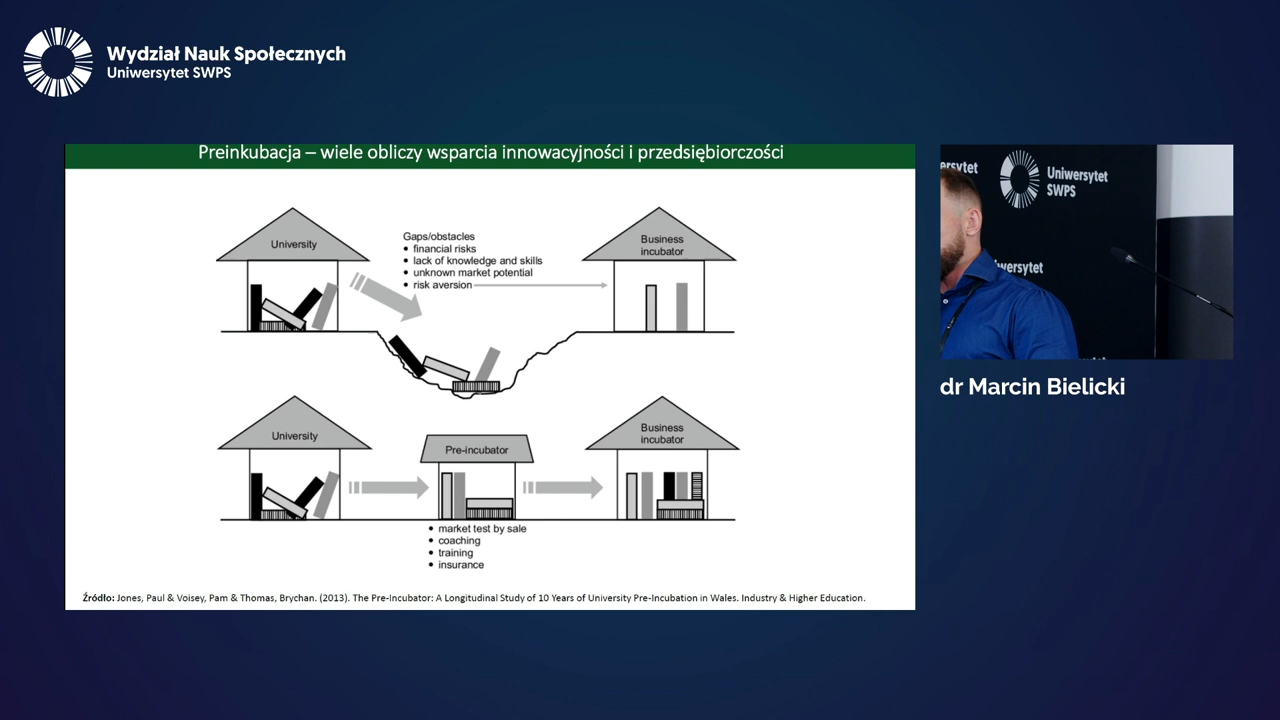 Wydział Nauk Społecznych
Uniwersytet SWPS
Preinkubacja – wiele obliczy wsparcia innowacyjności i przedsiębiorczości
University
Gaps/obstacles
• financial risks
• lack of knowledge and skills
• unknown market potential
• risk aversion
Business
incubator
University
Pre-incubator
Business
incubator
• market test by sale
• coaching
• training
• insurance
Źródło: Jones, Paul & Voisey, Pam & Thomas, Brychan. (2013). The Pre-Incubator: A Longitudinal Study of 10 Years of University Pre-Incubation in Wales. Industry & Higher Education.
ersytet
Uniwersytet
SWPS
iwersytet
dr Marcin Bielicki